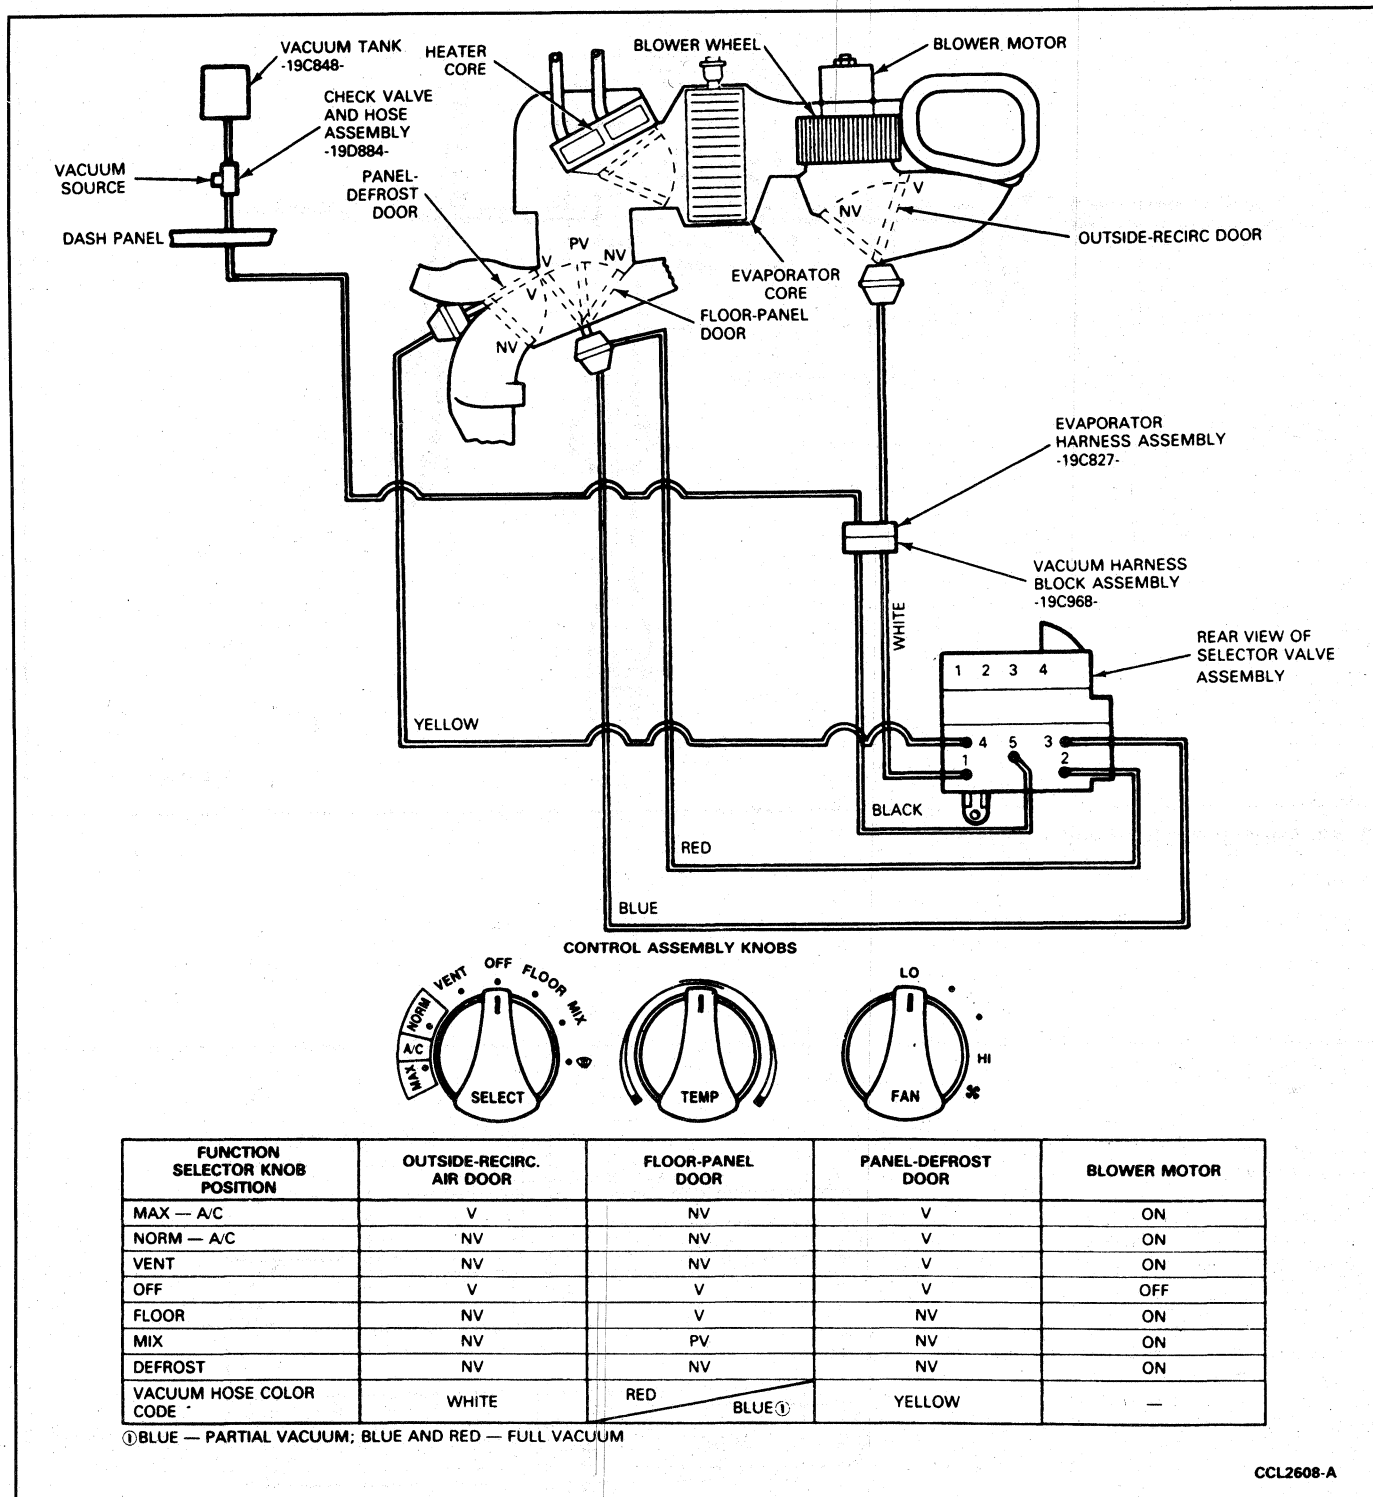 VACUUM TANK
-19C848-
HEATER
CORE
BLOWER WHEEL
BLOWER MOTOR
CHECK VALVE
AND HOSE
ASSEMBLY
-19D884-
VACUUM
SOURCE
PANEL-
DEFROST
DOOR
DASH PANEL
V
NV
OUTSIDE-RECIRC DOOR
PV
V
NV
V
NV
EVAPORATOR
CORE
FLOOR-PANEL
DOOR
EVAPORATOR
HARNESS ASSEMBLY
-19C827-
VACUUM HARNESS
BLOCK ASSEMBLY
-19C968-
WHITE
REAR VIEW OF
SELECTOR VALVE
ASSEMBLY
1 2 3 4
YELLOW
4 5 3
1 2
BLACK
RED
BLUE
CONTROL ASSEMBLY KNOBS
MAX
A/C
NORM
VENT
OFF
FLOOR
MIX
SELECT
TEMP
LO
HI
FAN
FUNCTION SELECTOR KNOB POSITION OUTSIDE-RECIRC. AIR DOOR FLOOR-PANEL DOOR PANEL-DEFROST DOOR BLOWER MOTOR
MAX — A/C V NV V ON
NORM — A/C NV NV V ON
VENT NV NV V ON
OFF V V V OFF
FLOOR NV V NV ON
MIX NV PV NV ON
DEFROST NV NV NV ON
VACUUM HOSE COLOR CODE WHITE RED BLUE① YELLOW —
①BLUE — PARTIAL VACUUM; BLUE AND RED — FULL VACUUM
CCL2608-A